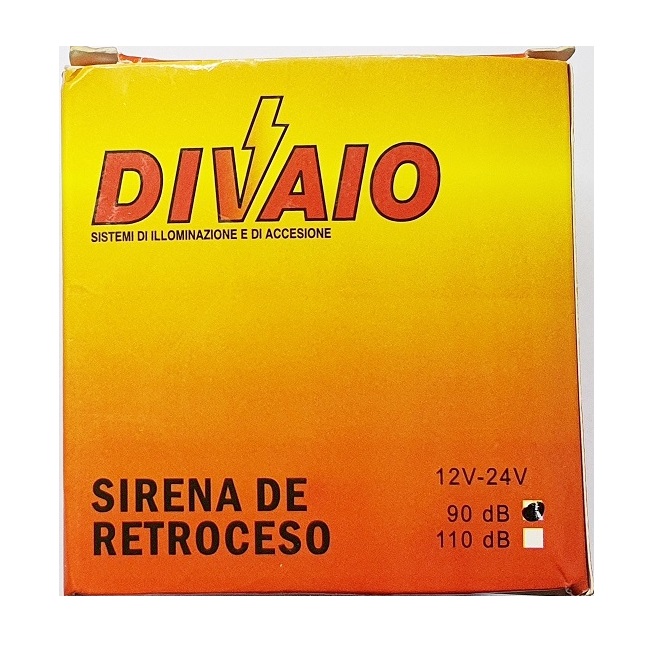 DIVAIO
SISTEMI DI ILLOMINAZIONE E DI ACCESIONE
12V-24V
SIRENA DE
90 dB
RETROCESO
110 dB